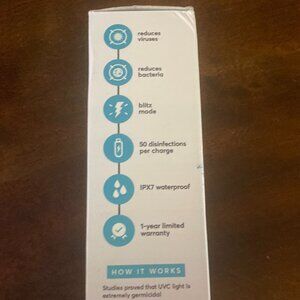 reduces
viruses
reduces
bacteria
blitz
mode
50 disinfections
per charge
IPX7 waterproof
1-year limited
warranty
HOW IT WORKS
Studies proved that UVC light is
extremely germicidal